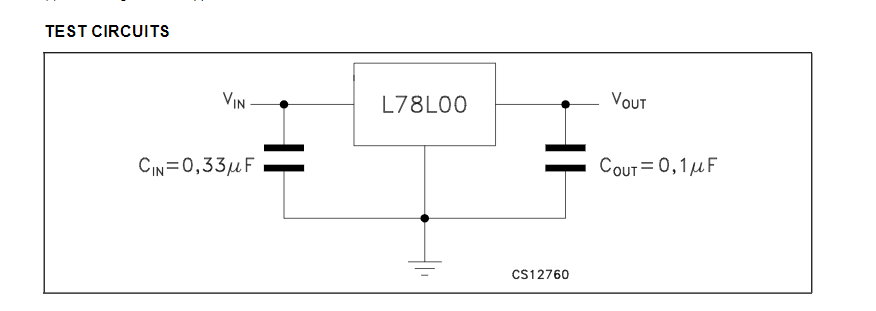 TEST CIRCUITS
VIN
L78L00
VOUT
CIN=0,33μF
COUT=0,1μF
CS12760